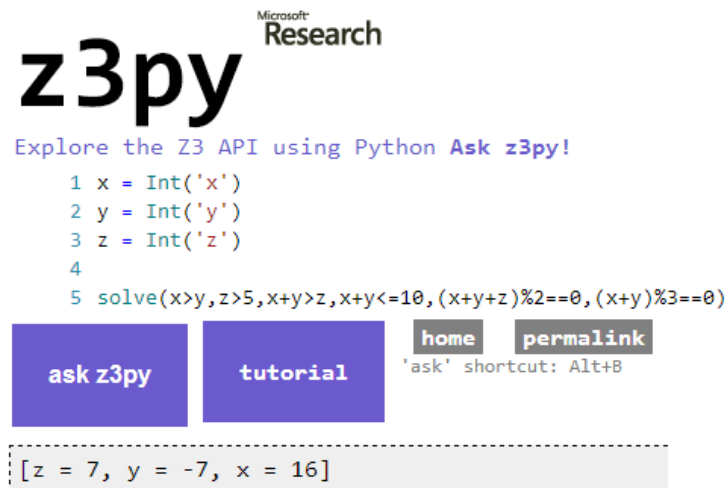 Microsoft
Research
z3py
Explore the Z3 API using Python Ask z3py!
1 x = Int('x')
2 y = Int('y')
3 z = Int('z')
4
5 solve(x>y,z>5,x+y>z,x+y<=10,(x+y+z)%2==0,(x+y)%3==0)
ask z3py
tutorial
home
permalink
'ask' shortcut: Alt+B
[z = 7, y = -7, x = 16]